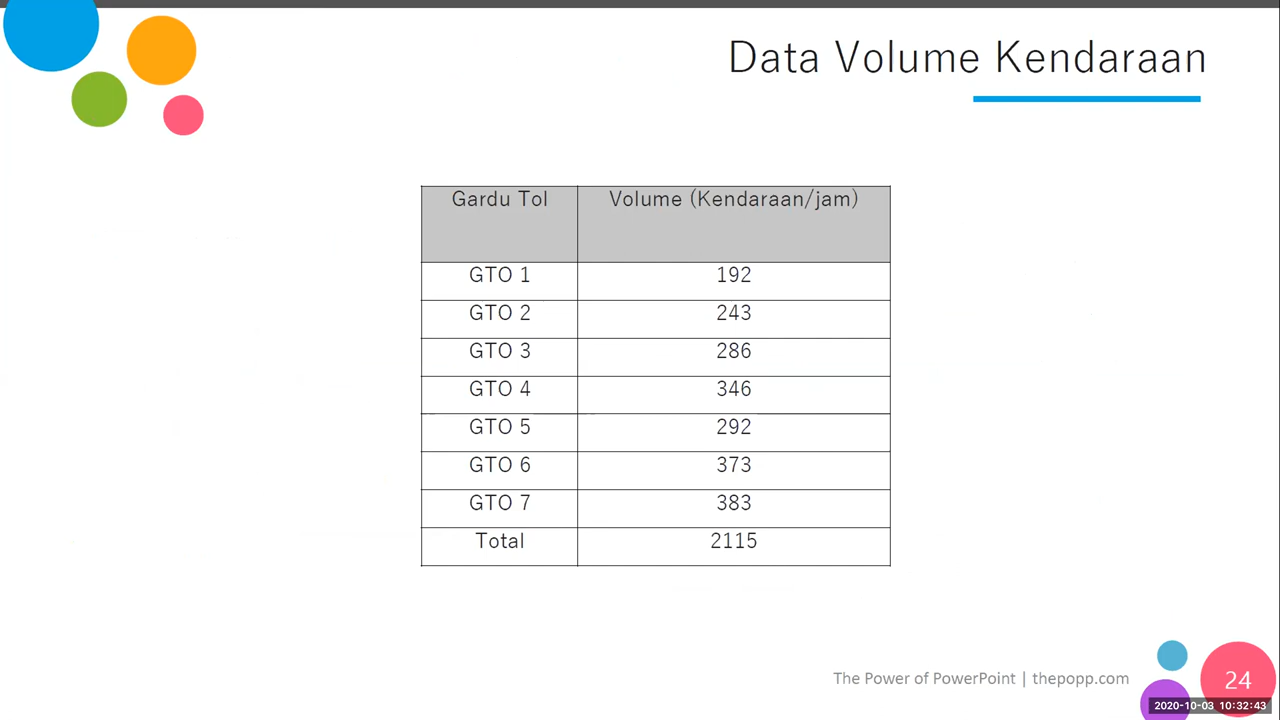 Data Volume Kendaraan
Gardu Tol Volume (Kendaraan/jam)
GTO 1 192
GTO 2 243
GTO 3 286
GTO 4 346
GTO 5 292
GTO 6 373
GTO 7 383
Total 2115
The Power of PowerPoint | thepopp.com
24
2020-10-03 10:32:43